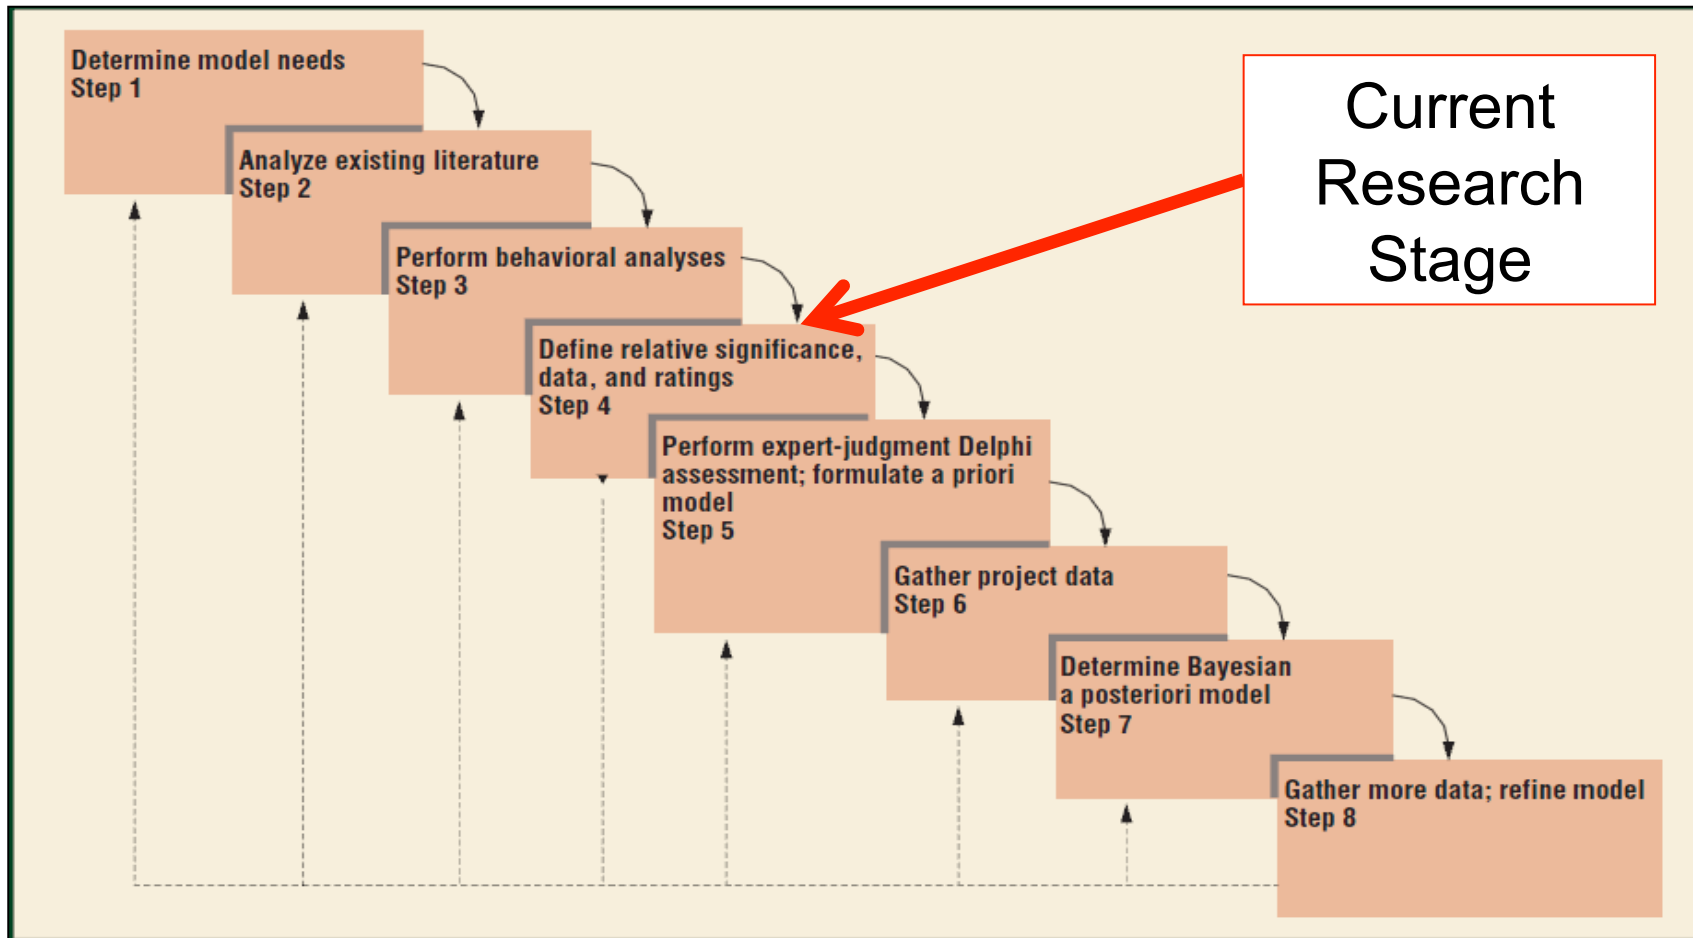 Determine model needs
Step 1
Current
Research
Stage
Analyze existing literature
Step 2
Perform behavioral analyses
Step 3
Define relative significance,
data, and ratings
Step 4
Perform expert-judgment Delphi
assessment; formulate a priori
model
Step 5
Gather project data
Step 6
Determine Bayesian
a posteriori model
Step 7
Gather more data; refine model
Step 8